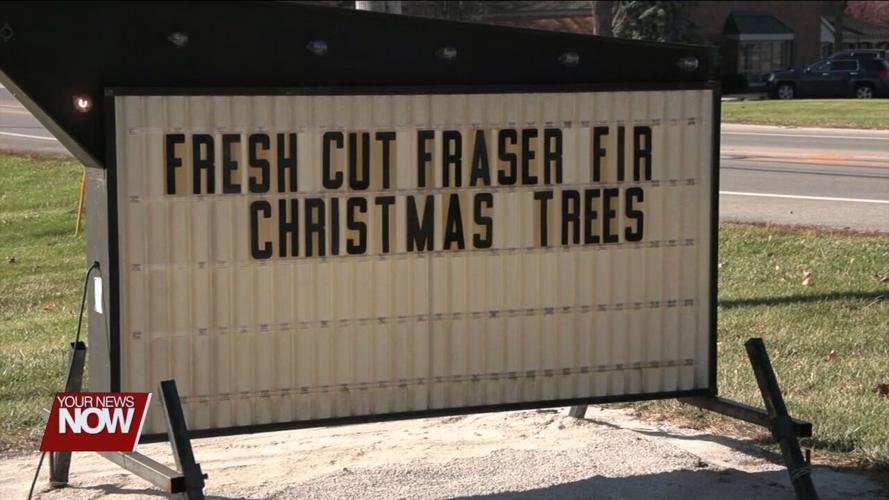 FRESH CUT FRASER FIR
CHRISTMAS TREES
YOUR NEWS
NOW